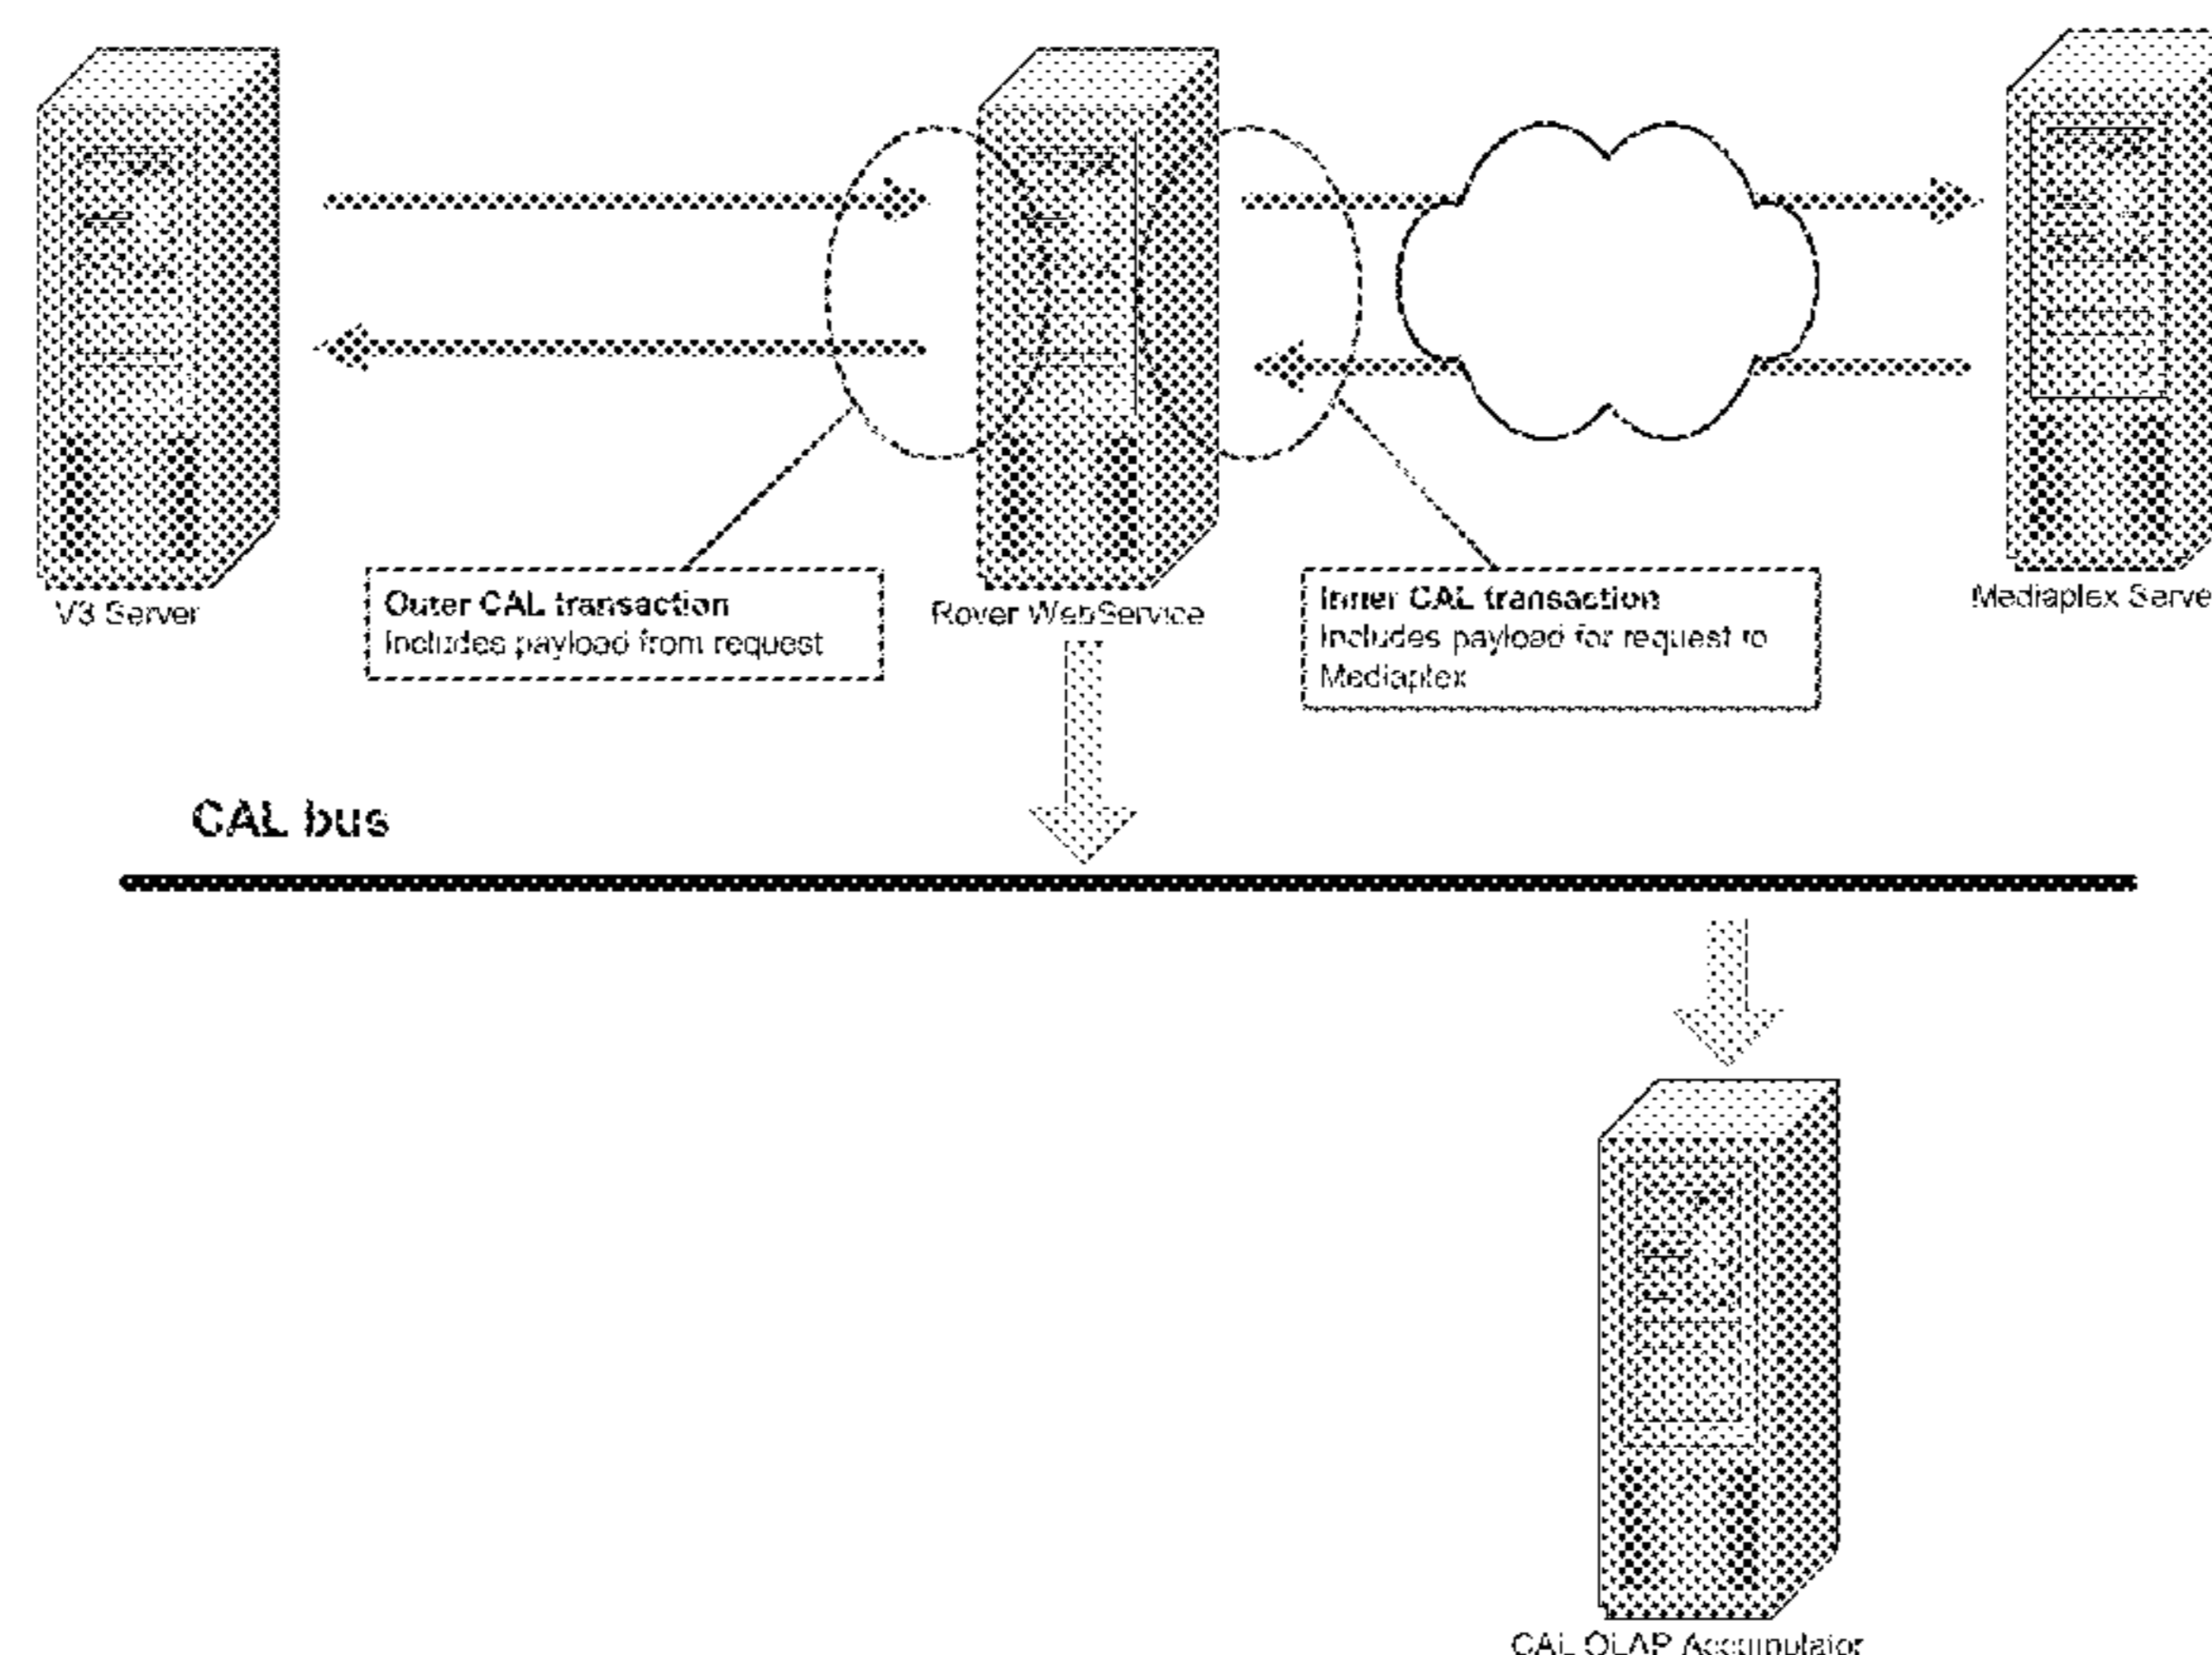 V3 Server
Outer CAL transaction
Includes payload from request
Rover WebService
Inner CAL transaction
Includes payload for request to
Mediaplex
Mediaplex Serve
CAL bus
CAL OLAP Accumulator